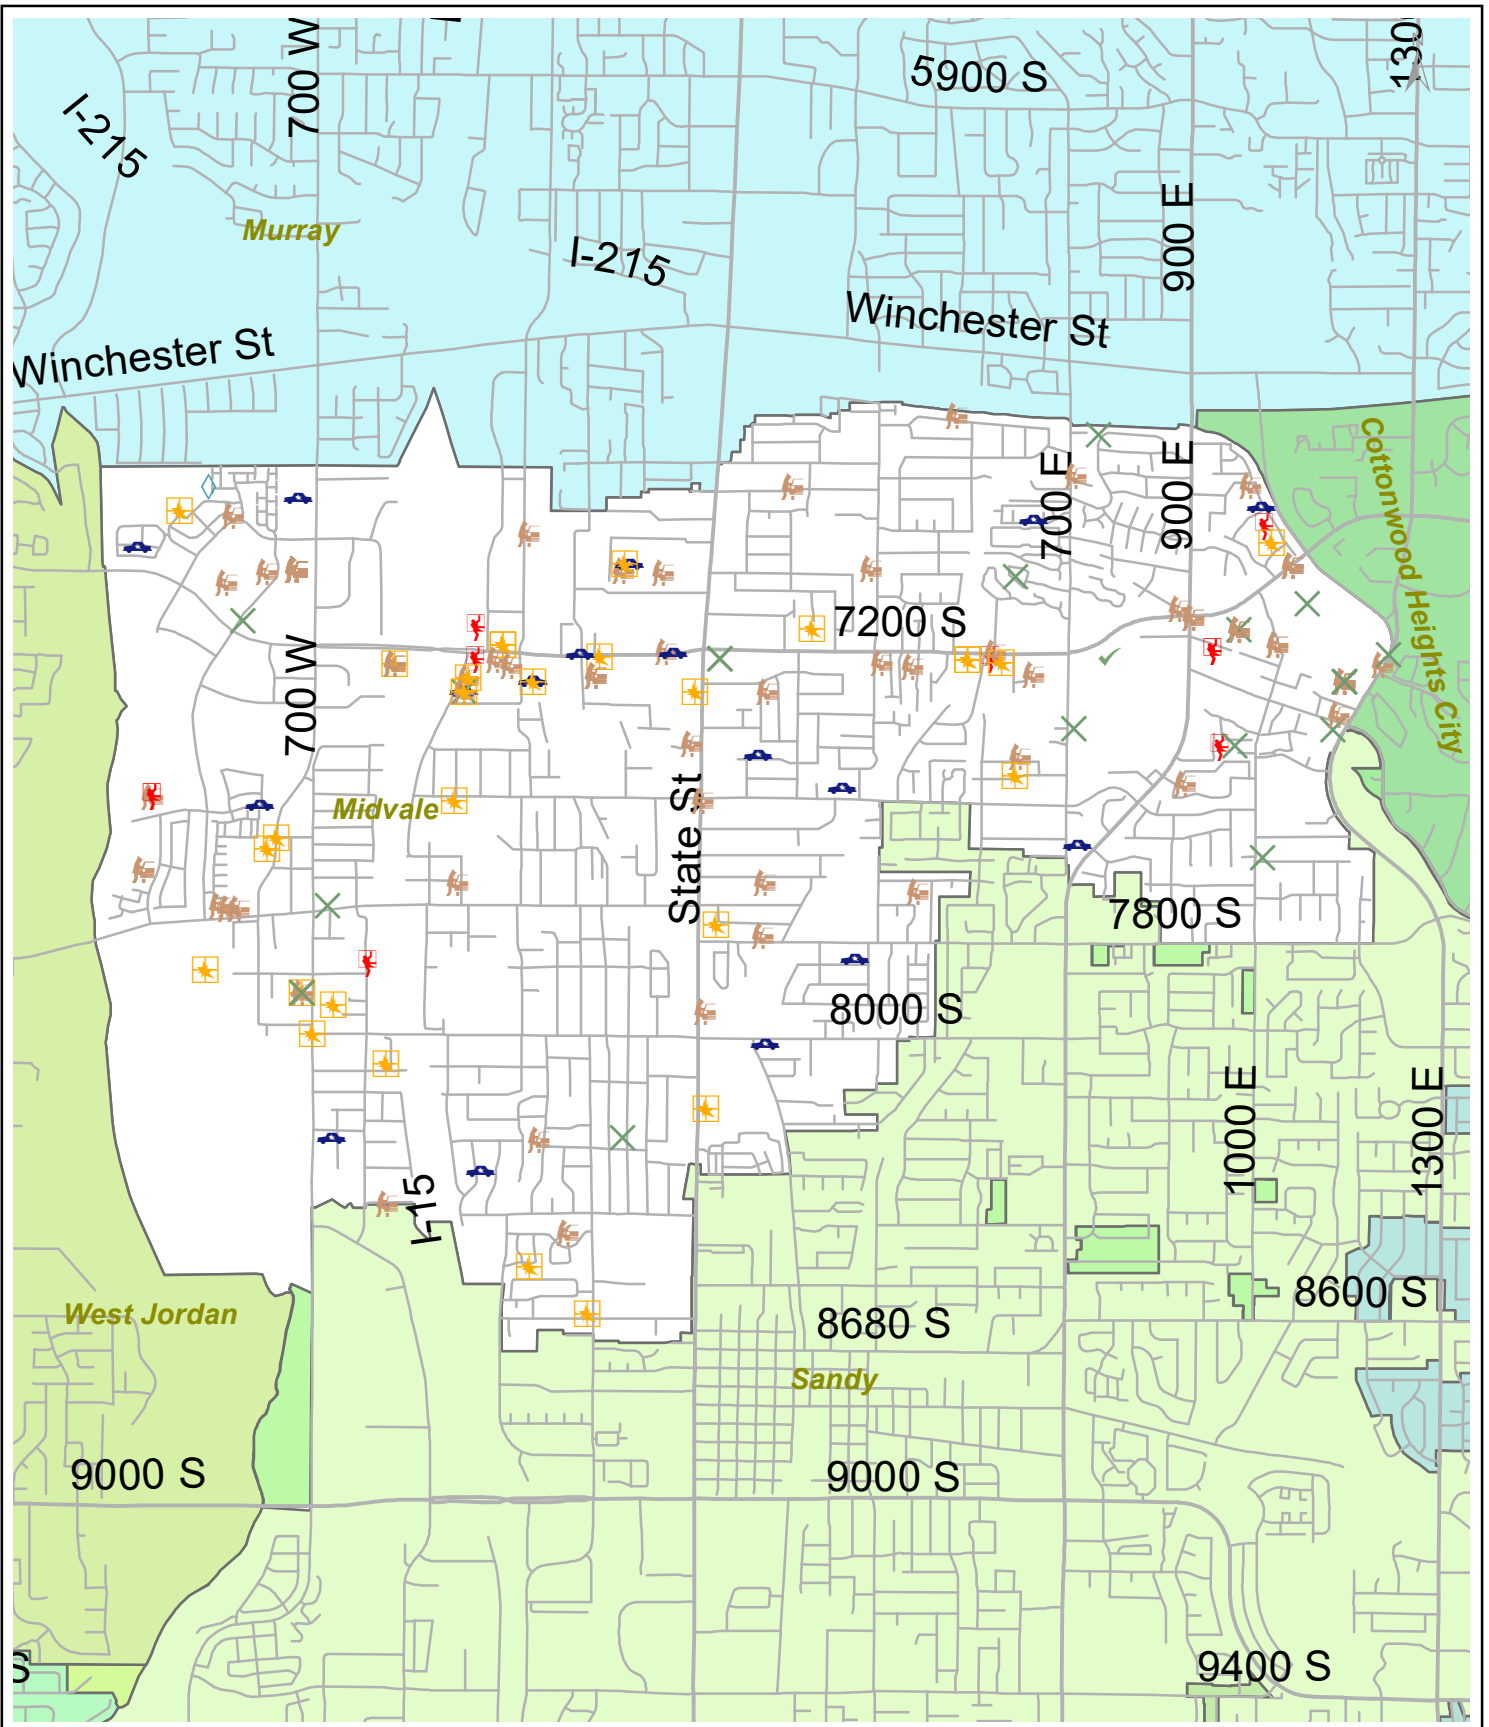 700 W
5900 S
130
I-215
Murray
900 E
I-215
Winchester St
Winchester St
Cottonwood Heights City
700 E
900 E
7200 S
700 W
Midvale
State St
7800 S
8000 S
1000 E
1300 E
I-15
8600 S
West Jordan
8680 S
Sandy
9000 S
9000 S
S
9400 S